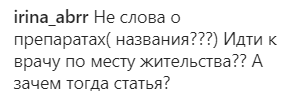 irina_abrr Не слова о
препаратах( названия???) Идти к
врачу по месту жительства?? А
зачем тогда статья?